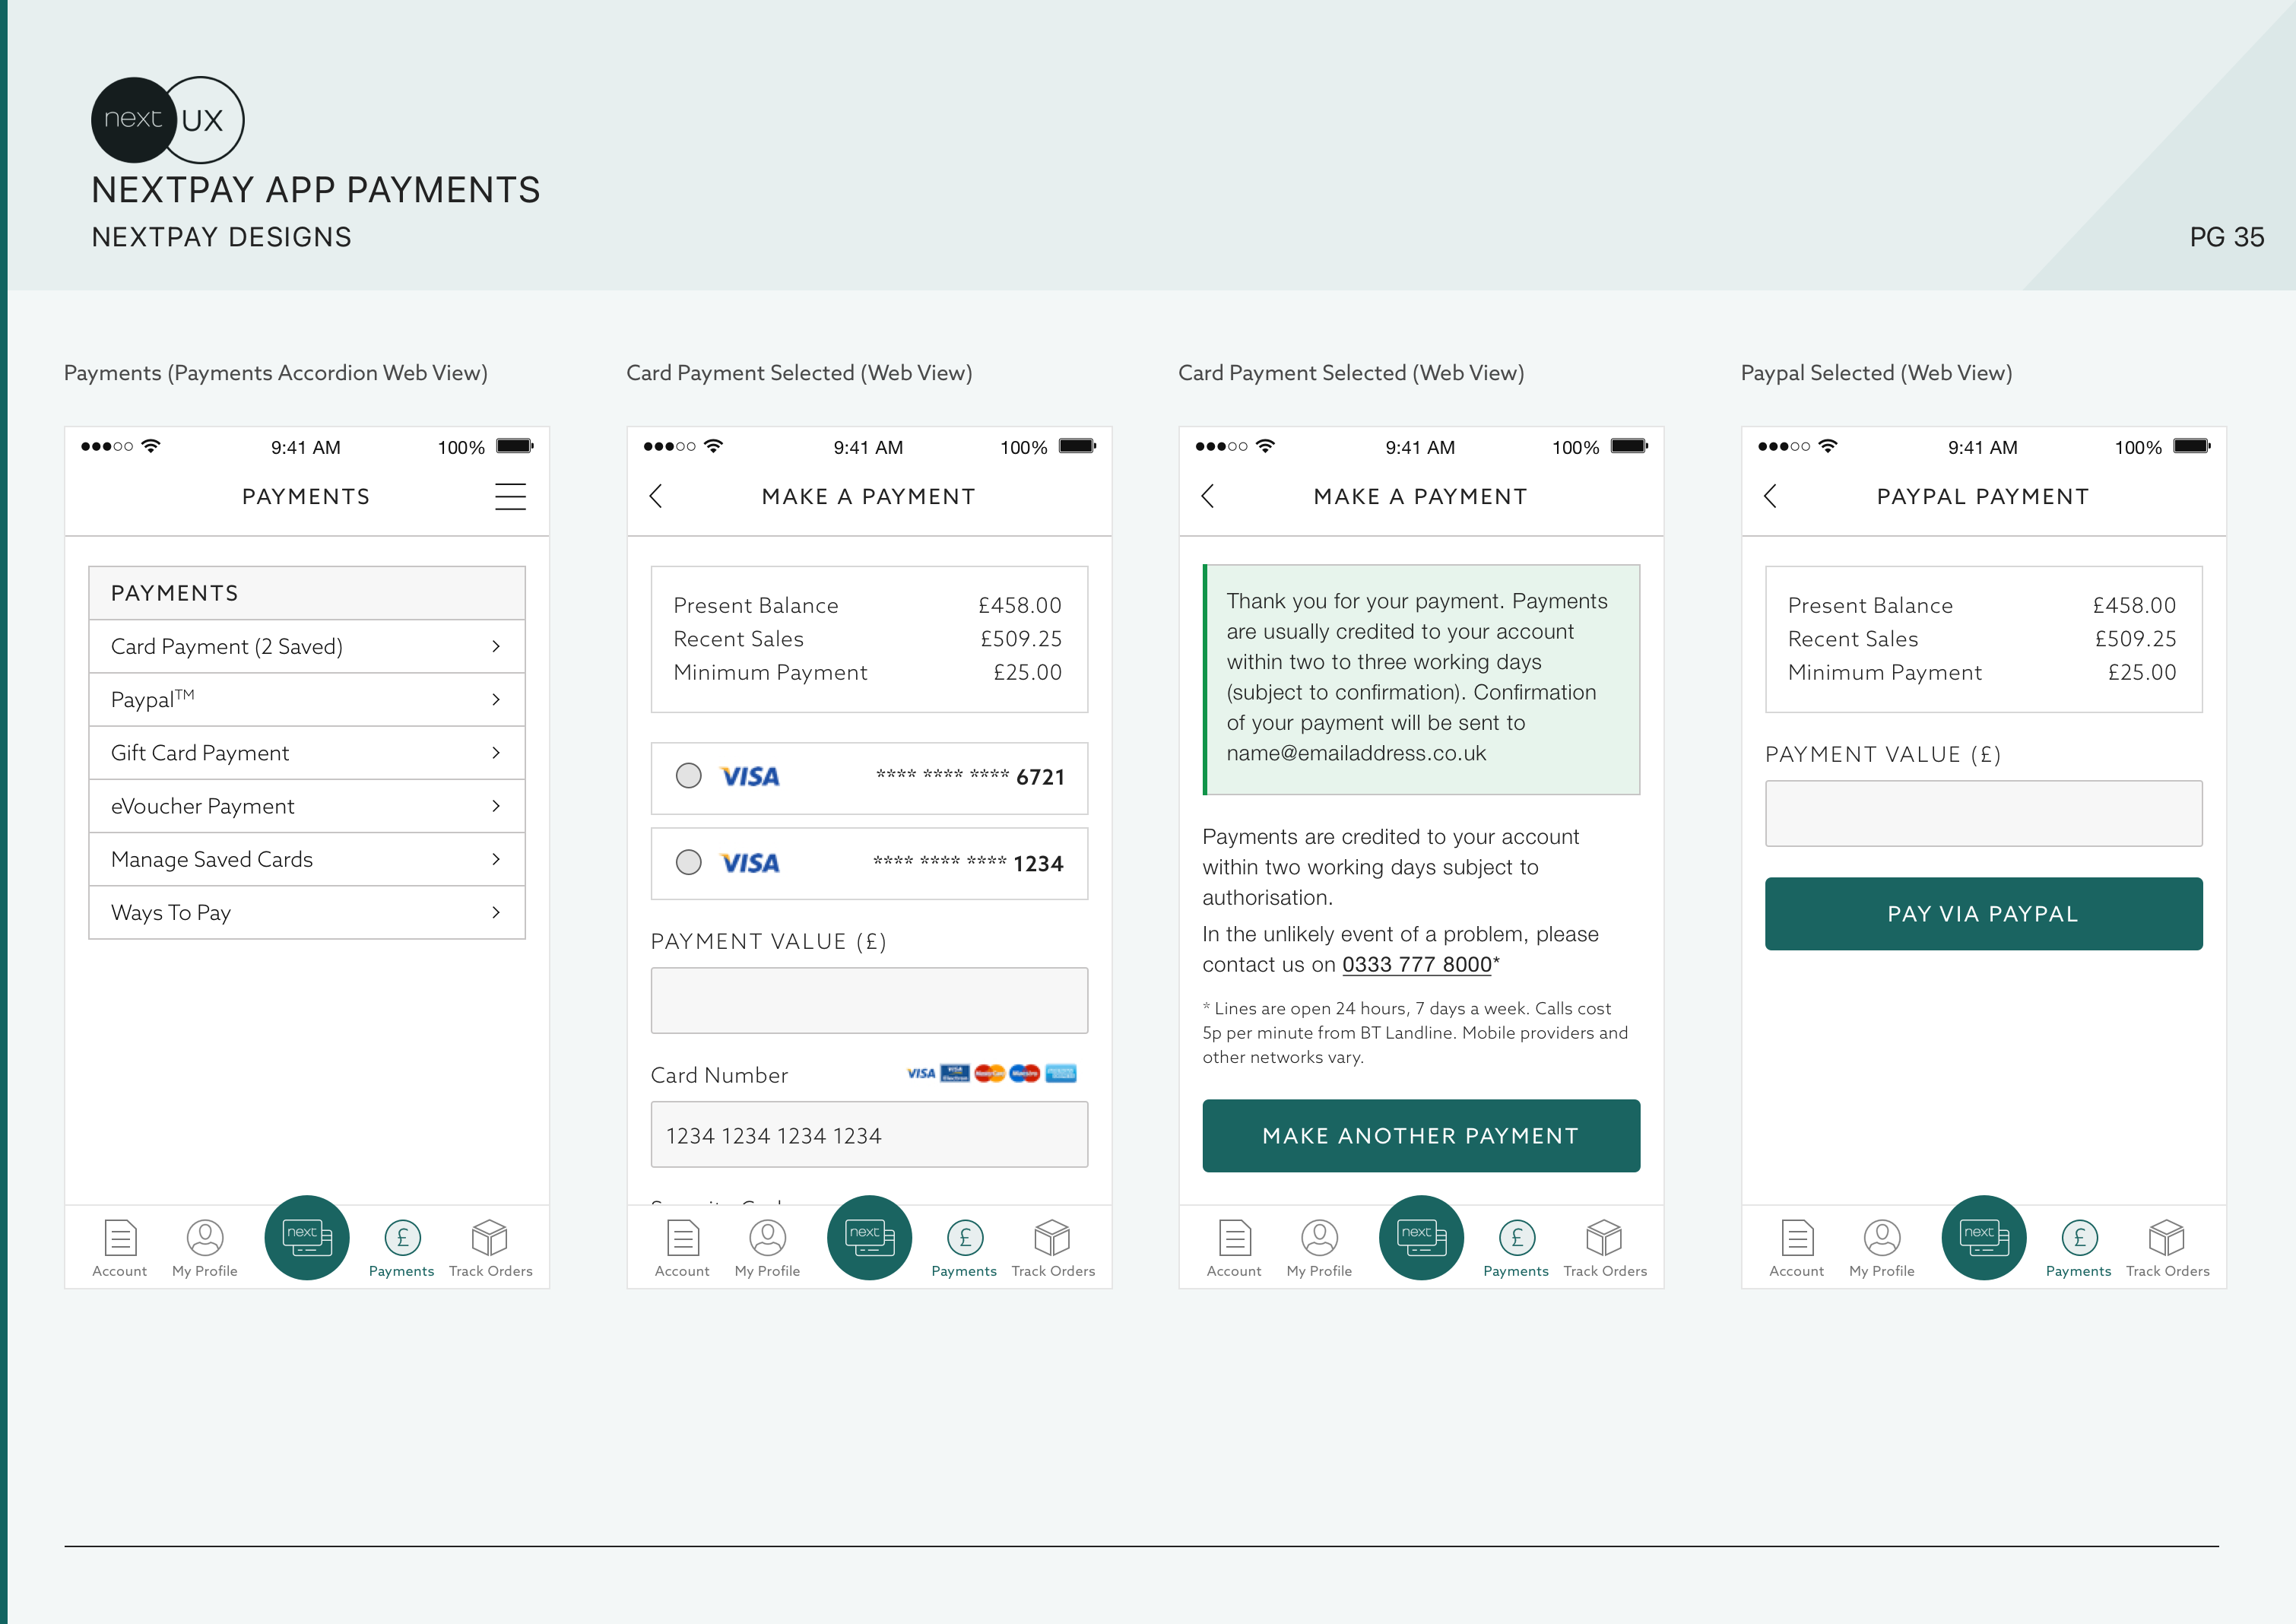 next UX
NEXTPAY APP PAYMENTS
NEXTPAY DESIGNS
PG 35
Payments (Payments Accordion Web View)
9:41 AM 100%
PAYMENTS
PAYMENTS
Card Payment (2 Saved)
Paypal™
Gift Card Payment
eVoucher Payment
Manage Saved Cards
Ways To Pay
next
Account My Profile Payments Track Orders
Card Payment Selected (Web View)
9:41 AM 100%
MAKE A PAYMENT
Present Balance £458.00
Recent Sales £509.25
Minimum Payment £25.00
VISA **** **** **** 6721
VISA **** **** **** 1234
PAYMENT VALUE (£)
Card Number VISA
1234 1234 1234 1234
next
Account My Profile Payments Track Orders
Card Payment Selected (Web View)
9:41 AM 100%
MAKE A PAYMENT
Thank you for your payment. Payments
are usually credited to your account
within two to three working days
(subject to confirmation). Confirmation
of your payment will be sent to
name@emailaddress.co.uk
Payments are credited to your account
within two working days subject to
authorisation.
In the unlikely event of a problem, please
contact us on 0333 777 8000*
* Lines are open 24 hours, 7 days a week. Calls cost
5p per minute from BT Landline. Mobile providers and
other networks vary.
MAKE ANOTHER PAYMENT
next
Account My Profile Payments Track Orders
Paypal Selected (Web View)
9:41 AM 100%
PAYPAL PAYMENT
Present Balance £458.00
Recent Sales £509.25
Minimum Payment £25.00
PAYMENT VALUE (£)
PAY VIA PAYPAL
next
Account My Profile Payments Track Orders